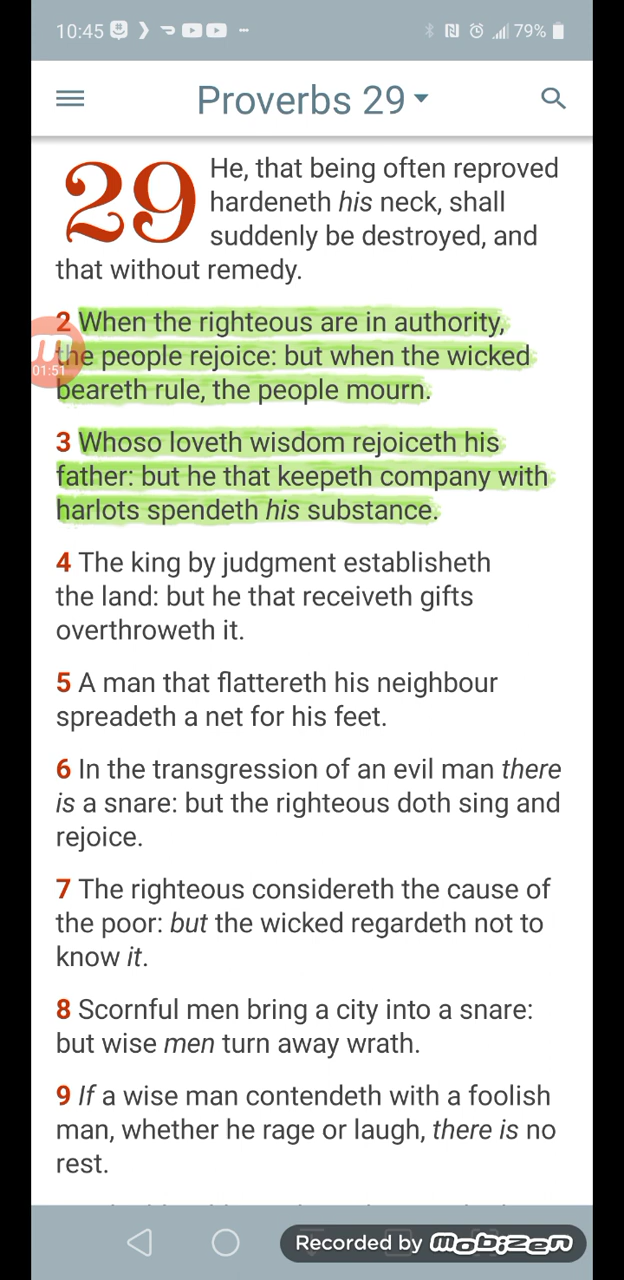 10:45 79%
Proverbs 29
29 He, that being often reproved
hardeneth his neck, shall
suddenly be destroyed, and
that without remedy.
2 When the righteous are in authority,
the people rejoice: but when the wicked
01:51
beareth rule, the people mourn.
3 Whoso loveth wisdom rejoiceth his
father: but he that keepeth company with
harlots spendeth his substance.
4 The king by judgment establisheth
the land: but he that receiveth gifts
overthroweth it.
5 A man that flattereth his neighbour
spreadeth a net for his feet.
6 In the transgression of an evil man there
is a snare: but the righteous doth sing and
rejoice.
7 The righteous considereth the cause of
the poor: but the wicked regardeth not to
know it.
8 Scornful men bring a city into a snare:
but wise men turn away wrath.
9 If a wise man contendeth with a foolish
man, whether he rage or laugh, there is no
rest.
Recorded by Mobizen